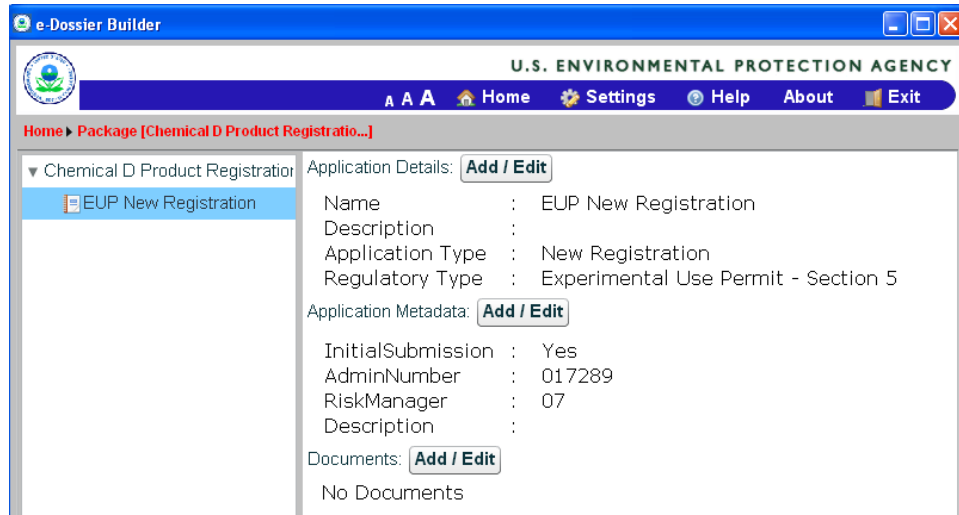 e-Dossier Builder
U.S. ENVIRONMENTAL PROTECTION AGENCY
A A A Home Settings Help About Exit
Home Package [Chemical D Product Registratio...]
Chemical D Product Registration
EUP New Registration
Application Details: Add / Edit
Name : EUP New Registration
Description :
Application Type : New Registration
Regulatory Type : Experimental Use Permit - Section 5
Application Metadata: Add / Edit
InitialSubmission : Yes
AdminNumber : 017289
RiskManager : 07
Description :
Documents: Add / Edit
No Documents